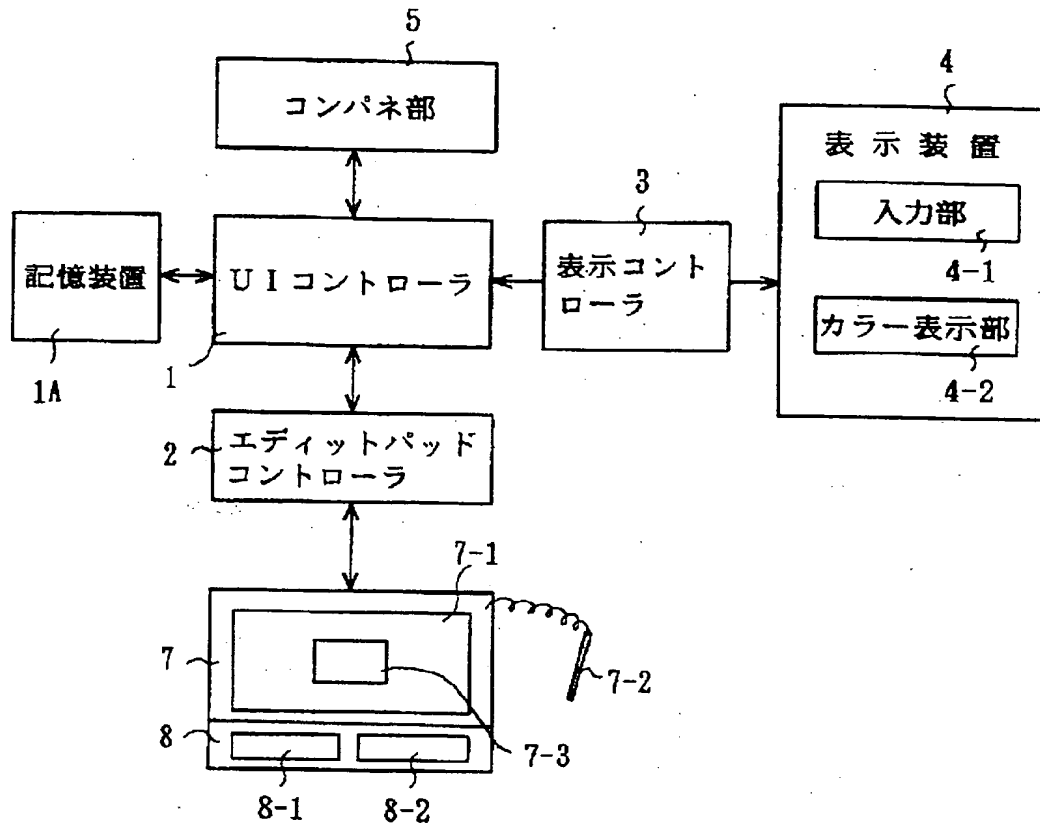 5
コンパネ部
4
表示装置
入力部
4-1
カラー表示部
4-2
3
表示コント
ローラ
記憶装置
1A
UIコントローラ
1
2
エディットパッド
コントローラ
7-1
7
7-2
7-3
8
8-1
8-2